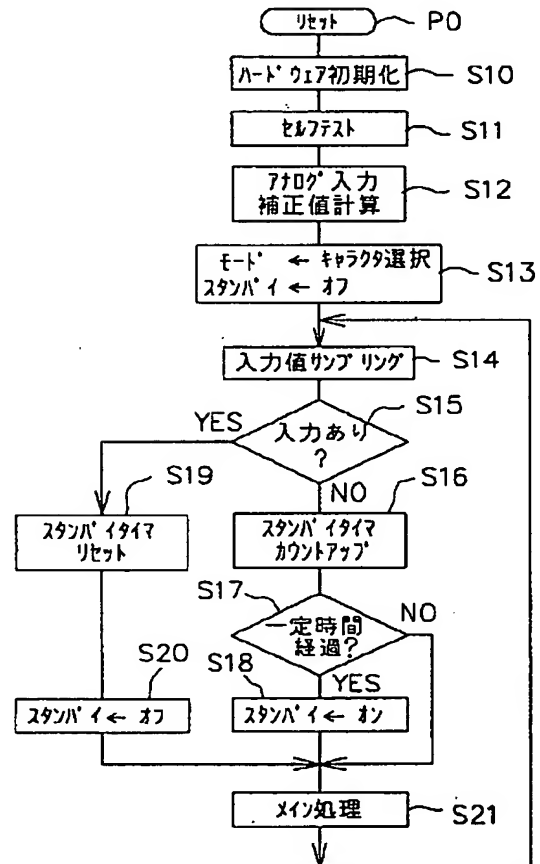 リセット
P0
ハードウェア初期化
S10
セルフテスト
S11
アナログ入力
補正値計算
S12
モード ← キャラクタ選択
スタンバイ ← オフ
S13
入力値サンプリング
S14
S15
入力あり
?
YES
NO
S19
S16
スタンバイタイマ
リセット
スタンバイタイマ
カウントアップ
S17
一定時間
経過?
NO
YES
S20
S18
スタンバイ ← オフ
スタンバイ ← オン
メイン処理
S21